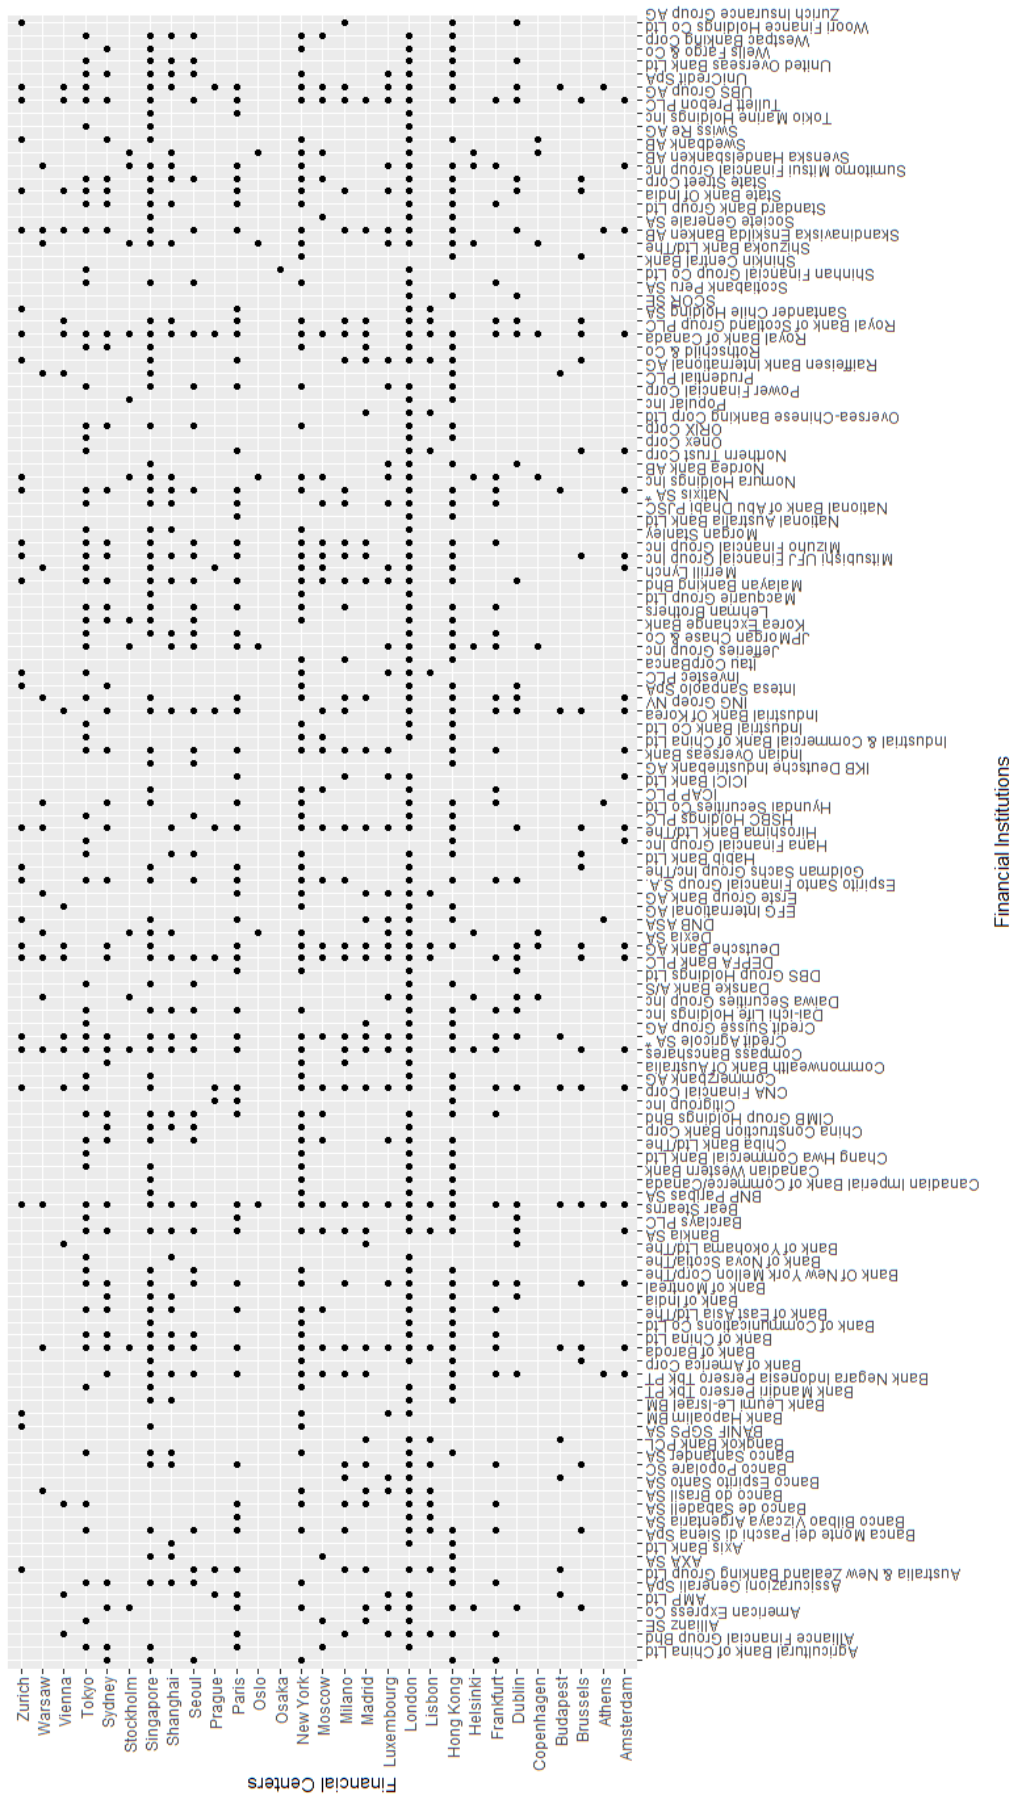 Zurich Insurance Group AG
Woori Finance Holdings Co Ltd
Westpac Banking Corp
Wells Fargo & Co
United Overseas Bank Ltd
UniCredit SpA
UBS Group AG
Tullett Prebon PLC
Tokio Marine Holdings Inc
Swiss Re AG
Swedbank AB
Svenska Handelsbanken AB
Sumitomo Mitsui Financial Group Inc
State Street Corp
State Bank Of India
Standard Bank Group Ltd
Societe Generale SA
Skandinaviska Enskilda Banken AB
Shizuoka Bank Ltd/The
Shinkin Central Bank
Shinhan Financial Group Co Ltd
Scotiabank Peru SA
SCOR SE
Santander Chile Holding SA
Royal Bank of Scotland Group PLC
Royal Bank of Canada
Rothschild & Co
Raiffeisen Bank International AG
Prudential PLC
Power Financial Corp
Popular Inc
Oversea-Chinese Banking Corp Ltd
ORIX Corp
Onex Corp
Northern Trust Corp
Nordea Bank AB
Nomura Holdings Inc
Natixis SA *
National Bank of Abu Dhabi PJSC
National Australia Bank Ltd
Morgan Stanley
Mizuho Financial Group Inc
Mitsubishi UFJ Financial Group Inc
Merrill Lynch
Malayan Banking Bhd
Macquarie Group Ltd
Lehman Brothers
Korea Exchange Bank
JPMorgan Chase & Co
Jefferies Group Inc
Itau CorpBanca
Investec PLC
Intesa Sanpaolo SpA
ING Groep NV
Industrial Bank Of Korea
Industrial Bank Co Ltd
Industrial & Commercial Bank of China Ltd
Indian Overseas Bank
IKB Deutsche Industriebank AG
ICICI Bank Ltd
ICAP PLC
Hyundai Securities Co Ltd
HSBC Holdings PLC
Hiroshima Bank Ltd/The
Hana Financial Group Inc
Habib Bank Ltd
Goldman Sachs Group Inc/The
Espirito Santo Financial Group S.A.
Erste Group Bank AG
EFG International AG
DNB ASA
Dexia SA
Deutsche Bank AG
DEPFA Bank PLC
DBS Group Holdings Ltd
Danske Bank A/S
Daiwa Securities Group Inc
Dai-ichi Life Holdings Inc
Credit Suisse Group AG
Credit Agricole SA *
Compass Bancshares
Commonwealth Bank Of Australia
Commerzbank AG
CNA Financial Corp
Citigroup Inc
CIMB Group Holdings Bhd
China Construction Bank Corp
Chiba Bank Ltd/The
Chang Hwa Commercial Bank Ltd
Canadian Western Bank
Canadian Imperial Bank of Commerce/Canada
BNP Paribas SA
Bear Stearns
Barclays PLC
Bankia SA
Bank of Yokohama Ltd/The
Bank of Nova Scotia/The
Bank Of New York Mellon Corp/The
Bank of Montreal
Bank of India
Bank of East Asia Ltd/The
Bank of Communications Co Ltd
Bank of China Ltd
Bank of Baroda
Bank of America Corp
Bank Negara Indonesia Persero Tbk PT
Bank Mandiri Persero Tbk PT
Bank Leumi Le-Israel BM
Bank Hapoalim BM
BANIF SGPS SA
Bangkok Bank PCL
Banco Santander SA
Banco Popolare SC
Banco Espirito Santo SA
Banco do Brasil SA
Banco de Sabadell SA
Banco Bilbao Vizcaya Argentaria SA
Banca Monte dei Paschi di Siena SpA
Axis Bank Ltd
AXA SA
Australia & New Zealand Banking Group Ltd
Assicurazioni Generali SpA
AMP Ltd
American Express Co
Allianz SE
Alliance Financial Group Bhd
Agricultural Bank of China Ltd
Financial Institutions
Zurich
Warsaw
Vienna
Tokyo
Sydney
Stockholm
Singapore
Shanghai
Seoul
Prague
Paris
Oslo
Osaka
New York
Moscow
Milano
Madrid
Luxembourg
London
Lisbon
Hong Kong
Helsinki
Frankfurt
Dublin
Copenhagen
Budapest
Brussels
Athens
Amsterdam
Financial Centers